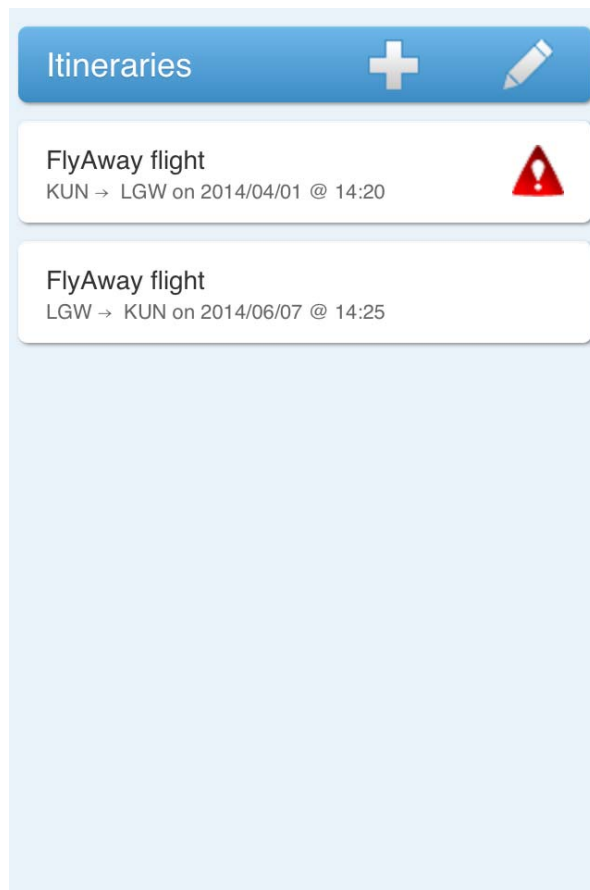 Itineraries
FlyAway flight
KUN → LGW on 2014/04/01 @ 14:20
FlyAway flight
LGW → KUN on 2014/06/07 @ 14:25